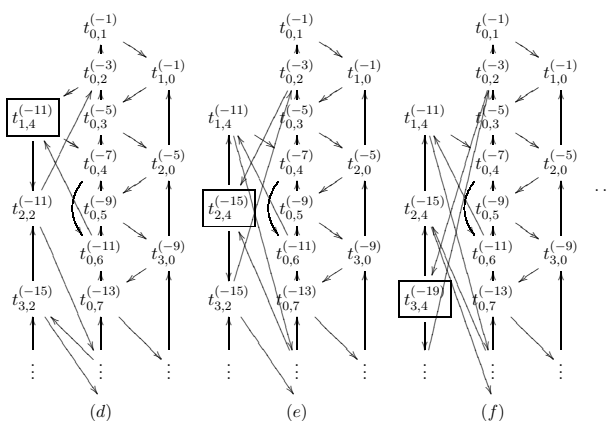 t_{0,1}^{(-1)} t_{0,1}^{(-1)} t_{0,1}^{(-1)}
t_{0,2}^{(-3)} t_{1,0}^{(-1)} t_{0,2}^{(-3)} t_{1,0}^{(-1)} t_{0,2}^{(-3)} t_{1,0}^{(-1)}
t_{1,4}^{(-11)} t_{0,3}^{(-5)} t_{1,4}^{(-11)} t_{0,3}^{(-5)} t_{1,4}^{(-11)} t_{0,3}^{(-5)}
t_{0,4}^{(-7)} t_{2,0}^{(-5)} t_{0,4}^{(-7)} t_{2,0}^{(-5)} t_{0,4}^{(-7)} t_{2,0}^{(-5)}
t_{2,2}^{(-11)} t_{0,5}^{(-9)} t_{2,4}^{(-15)} t_{0,5}^{(-9)} t_{2,4}^{(-15)} t_{0,5}^{(-9)} ...
t_{0,6}^{(-11)} t_{3,0}^{(-9)} t_{0,6}^{(-11)} t_{3,0}^{(-9)} t_{0,6}^{(-11)} t_{3,0}^{(-9)}
t_{3,2}^{(-15)} t_{0,7}^{(-13)} t_{3,2}^{(-15)} t_{0,7}^{(-13)} t_{3,4}^{(-19)} t_{0,7}^{(-13)}
⋮ ⋮ ⋮ ⋮ ⋮ ⋮ ⋮ ⋮ ⋮
(d) (e) (f)